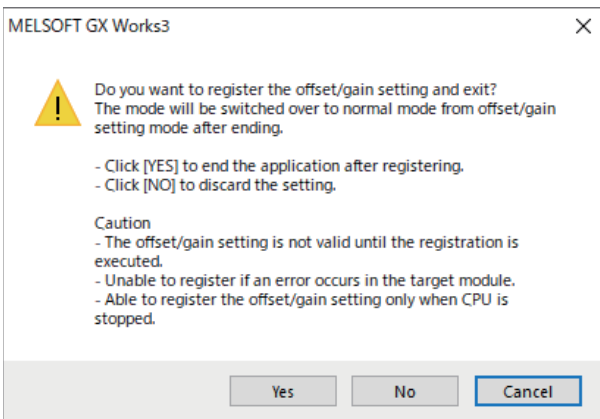 MELSOFT GX Works3
Do you want to register the offset/gain setting and exit?
The mode will be switched over to normal mode from offset/gain
setting mode after ending.
- Click [YES] to end the application after registering.
- Click [NO] to discard the setting.
Caution
- The offset/gain setting is not valid until the registration is
executed.
- Unable to register if an error occurs in the target module.
- Able to register the offset/gain setting only when CPU is
stopped.
Yes No Cancel